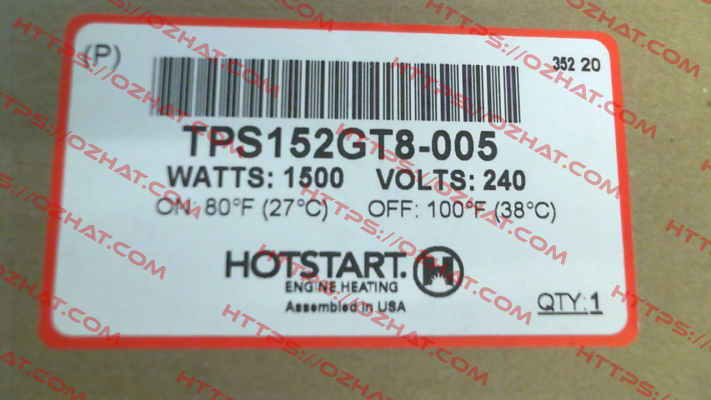 (P)
352 20
TPS152GT8-005
WATTS: 1500 VOLTS: 240
ON: 80°F (27°C) OFF: 100°F (38°C)
HOTSTART. H
ENGINE HEATING
Assembled in USA
QTY: 1
HTTPS://OZHAT.COM